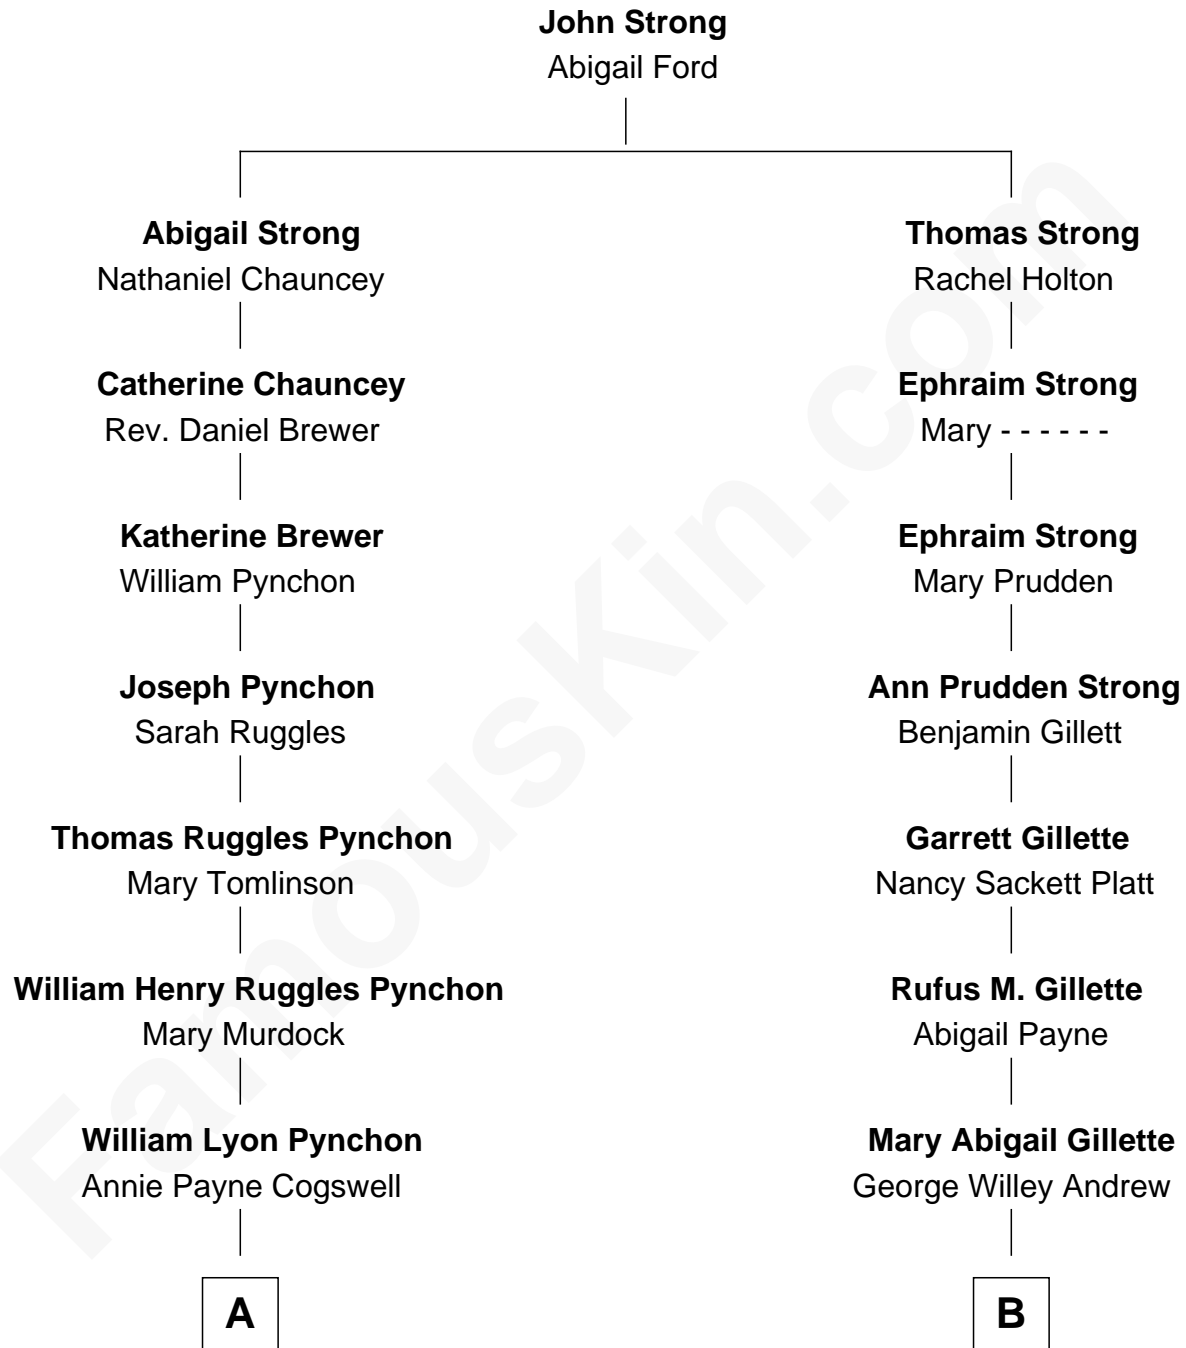 John Strong
Abigail Ford
Abigail Strong
Nathaniel Chauncey
Thomas Strong
Rachel Holton
Catherine Chauncey
Rev. Daniel Brewer
Ephraim Strong
Mary - - - - - -
Katherine Brewer
William Pynchon
Ephraim Strong
Mary Prudden
Joseph Pynchon
Sarah Ruggles
Ann Prudden Strong
Benjamin Gillett
Thomas Ruggles Pynchon
Mary Tomlinson
Garrett Gillette
Nancy Sackett Platt
William Henry Ruggles Pynchon
Mary Murdock
Rufus M. Gillette
Abigail Payne
William Lyon Pynchon
Annie Payne Cogswell
Mary Abigail Gillette
George Willey Andrew
A
B
FamousKin.com